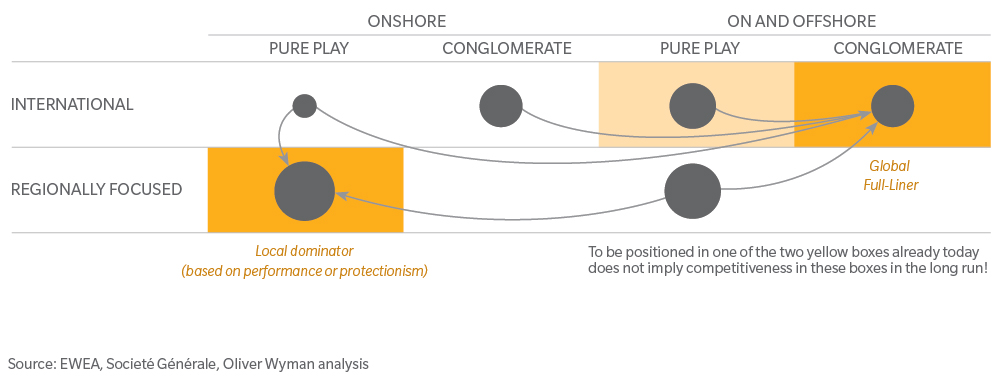 ONSHORE
ON AND OFFSHORE
PURE PLAY
CONGLOMERATE
PURE PLAY
CONGLOMERATE
INTERNATIONAL
Global
Full-Liner
REGIONALLY FOCUSED
Local dominator
(based on performance or protectionism)
To be positioned in one of the two yellow boxes already today
does not imply competitiveness in these boxes in the long run!
Source: EWEA, Societé Générale, Oliver Wyman analysis